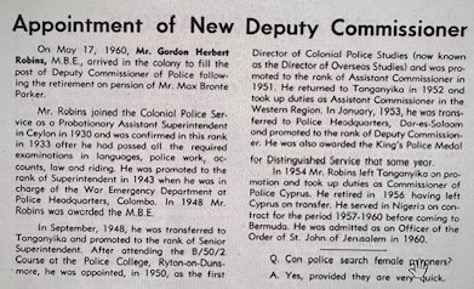 Appointment of New Deputy Commissioner
On May 17, 1960, Mr. Gordon Herbert
Robins, M.B.E., arrived in the colony to fill the
post of Deputy Commissioner of Police follow-
ing the retirement on pension of Mr. Max Bronte
Parker.
Mr. Robins joined the Colonial Police Ser-
vice as a Probationary Assistant Superintendent
in Ceylon in 1930 and was confirmed in this rank
in 1933 after he had passed all the required
examinations in languages, police work, ac-
counts, law and riding. He was promoted to the
rank of Superintendent in 1943 when he was in
charge of the War Emergency Department at
Police Headquarters, Colombo. In 1948 Mr.
Robins was awarded the M.B.E.
In September, 1948, he was transferred to
Tanganyika and promoted to the rank of Senior
Superintendent. After attending the B/50/2
Course at the Police College, Ryton-on-Duns-
more, he was appointed, in 1950, as the first
Director of Colonial Police Studies (now known
as the Director of Overseas Studies) and was pro-
moted to the rank of Assistant Commissioner in
1951. He returned to Tanganyika in 1952 and
took up duties as Assistant Commissioner in the
Western Region. In January, 1953, he was trans-
ferred to Police Headquarters, Dar-es-Salaam
and promoted to the rank of Deputy Commission-
er. He was also awarded the King's Police Medal
for Distinguished Service that same year.
In 1954 Mr. Robins left Tanganyika on pro-
motion and took up duties as Commissioner of
Police Cyprus. He retired in 1956 having left
Cyprus on transfer. He served in Nigeria on con-
tract for the period 1957-1960 before coming to
Bermuda. He was admitted as an Officer of the
Order of St. John of Jerusalem in 1960.
Q. Can police search female prisoners?
A. Yes, provided they are very quick.